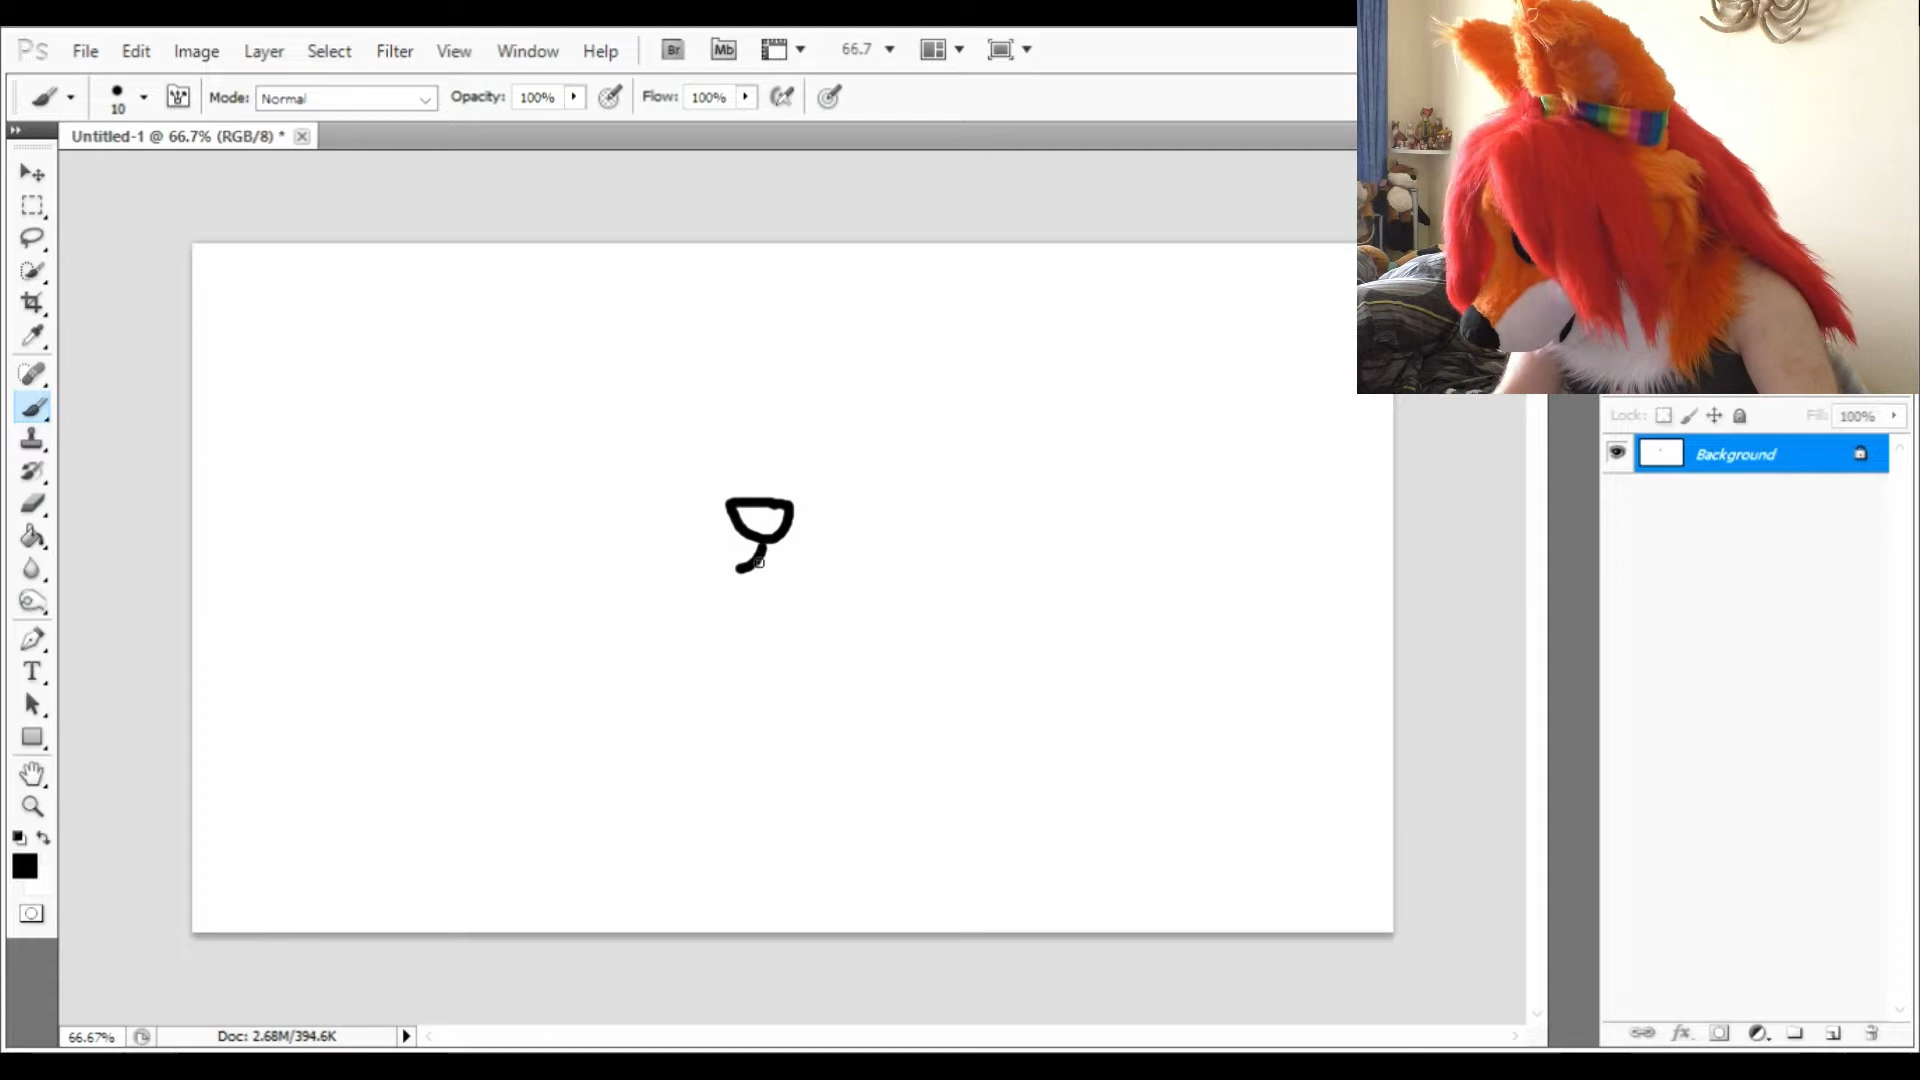 Ps File Edit Image Layer Select Filter View Window Help Br Mb 66.7
10 Mode: Normal Opacity: 100% Flow: 100%
Untitled-1 @ 66.7% (RGB/8) *
Lock: Fill: 100%
Background
T
fx
66.67% Doc: 2.68M/394.6K